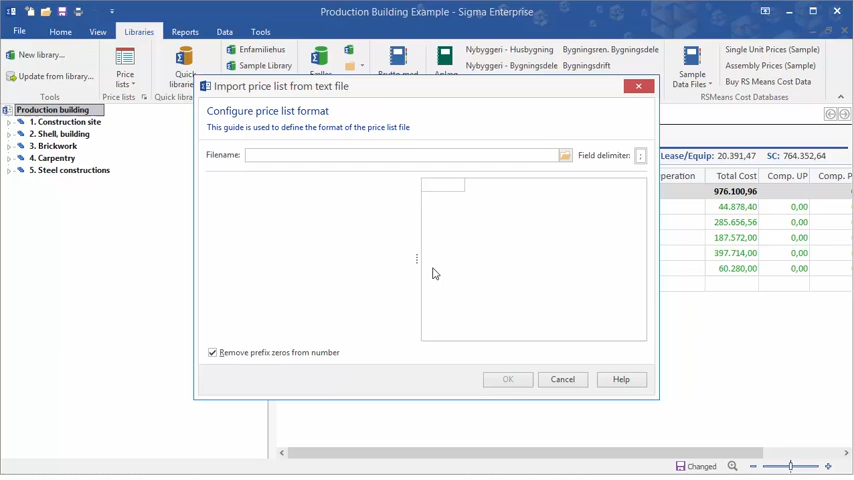 Production Building Example - Sigma Enterprise
File
Home
View
Libraries
Reports
Data
Tools
New library...
Update from library...
Tools
Price
lists
Price lists
Quick
Enfamiliehus
Sample Library
Nybyggeri - Husbygning
Nybyggeri - Bygningsdele
Bygningsren. Bygningsdele
Bygningsdrift
Sample
Data Files
Single Unit Prices (Sample)
Assembly Prices (Sample)
Buy RS Means Cost Data
RSMeans Cost Databases
Production building
1. Construction site
2. Shell, building
3. Brickwork
4. Carpentry
5. Steel constructions
Import price list from text file
Configure price list format
This guide is used to define the format of the price list file
Filename:
Field delimiter: ;
Remove prefix zeros from number
OK
Cancel
Help
Lease/Equip: 20.391,47 SC: 764.352,64
peration Total Cost Comp. UP Comp. P
976.100,96
44.878,40 0,00
285.656,56 0,00
187.572,00 0,00
397.714,00 0,00
60.280,00 0,00
Changed